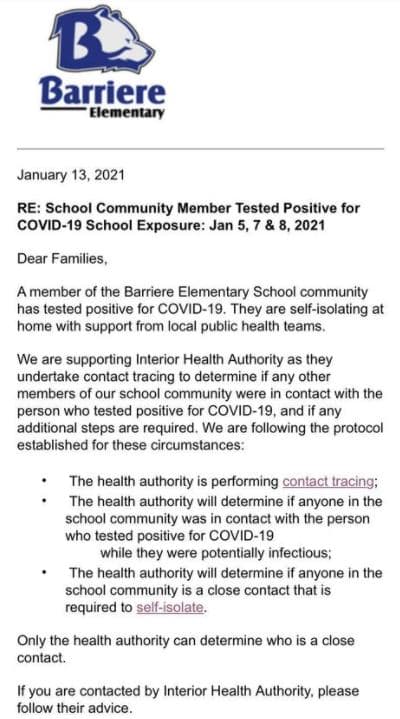 B
Barriere
Elementary
January 13, 2021
RE: School Community Member Tested Positive for
COVID-19 School Exposure: Jan 5, 7 & 8, 2021
Dear Families,
A member of the Barriere Elementary School community
has tested positive for COVID-19. They are self-isolating at
home with support from local public health teams.
We are supporting Interior Health Authority as they
undertake contact tracing to determine if any other
members of our school community were in contact with the
person who tested positive for COVID-19, and if any
additional steps are required. We are following the protocol
established for these circumstances:
• The health authority is performing contact tracing;
• The health authority will determine if anyone in the
school community was in contact with the person
who tested positive for COVID-19
while they were potentially infectious;
• The health authority will determine if anyone in the
school community is a close contact that is
required to self-isolate.
Only the health authority can determine who is a close
contact.
If you are contacted by Interior Health Authority, please
follow their advice.